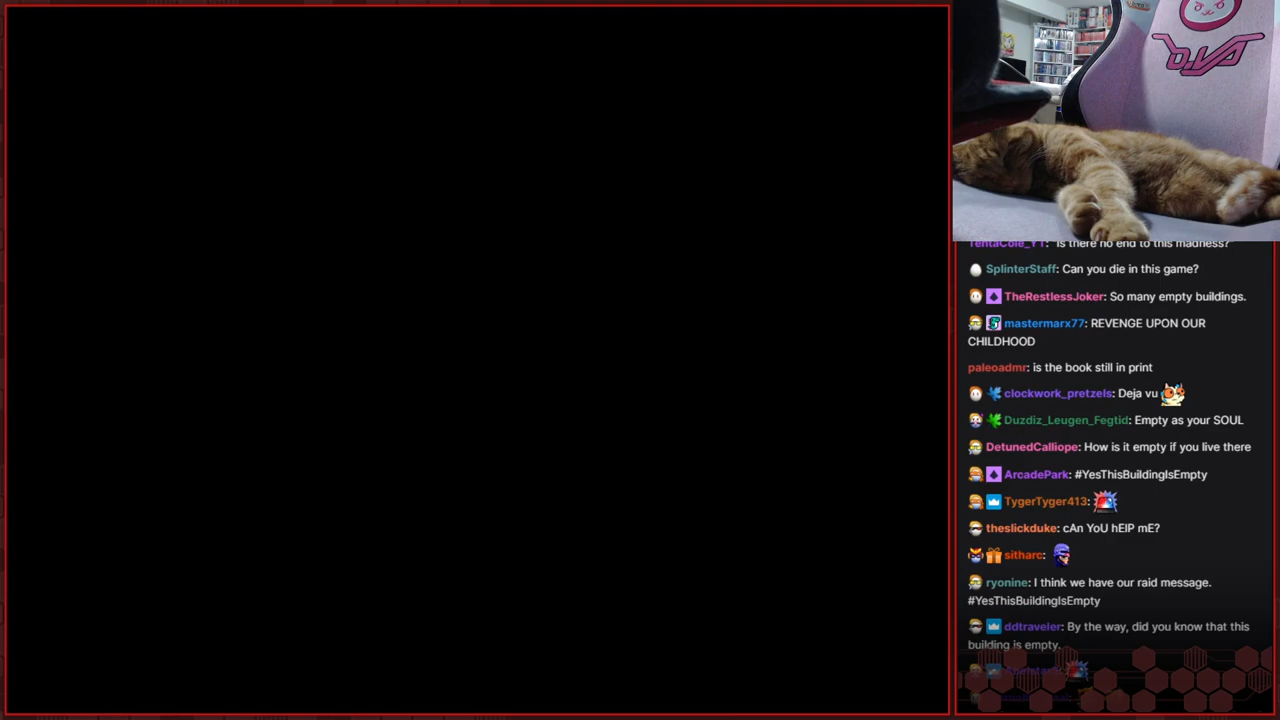 D.VA
TentaCole_YT: "Is there no end to this madness?"
SplinterStaff: Can you die in this game?
TheRestlessJoker: So many empty buildings.
mastermarx77: REVENGE UPON OUR
CHILDHOOD
paleoadmr: is the book still in print
clockwork_pretzels: Deja vu
Duzdiz_Leugen_Fegtid: Empty as your SOUL
DetunedCalliope: How is it empty if you live there
ArcadePark: #YesThisBuildingIsEmpty
TygerTyger413:
theslickduke: cAn YoU hElP mE?
sitharc:
ryonine: I think we have our raid message.
#YesThisBuildingIsEmpty
ddtraveler: By the way, did you know that this
building is empty.